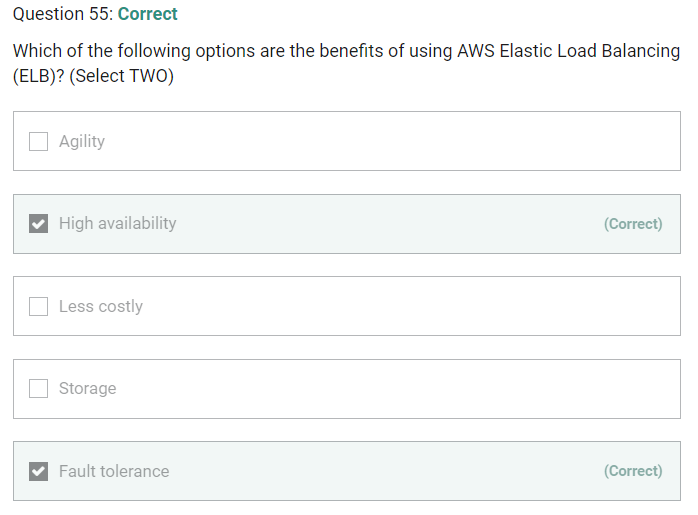 Question 55: Correct
Which of the following options are the benefits of using AWS Elastic Load Balancing
(ELB)? (Select TWO)
Agility
High availability (Correct)
Less costly
Storage
Fault tolerance (Correct)